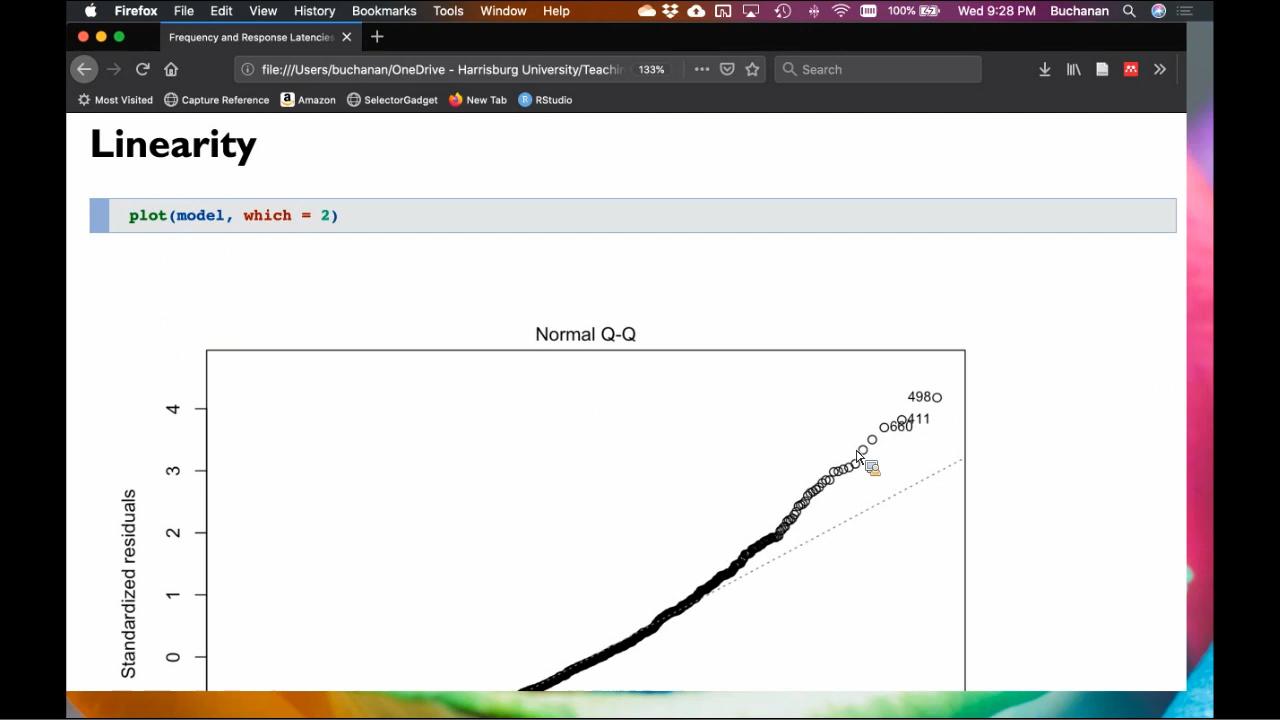 Firefox File Edit View History Bookmarks Tools Window Help 100% Wed 9:28 PM Buchanan
Frequency and Response Latencies
file:///Users/buchanan/OneDrive - Harrisburg University/Teachin 133% Search
Most Visited Capture Reference Amazon SelectorGadget New Tab RStudio
Linearity
plot(model, which = 2)
Normal Q-Q
498
411
660
4
3
2
1
0
Standardized residuals